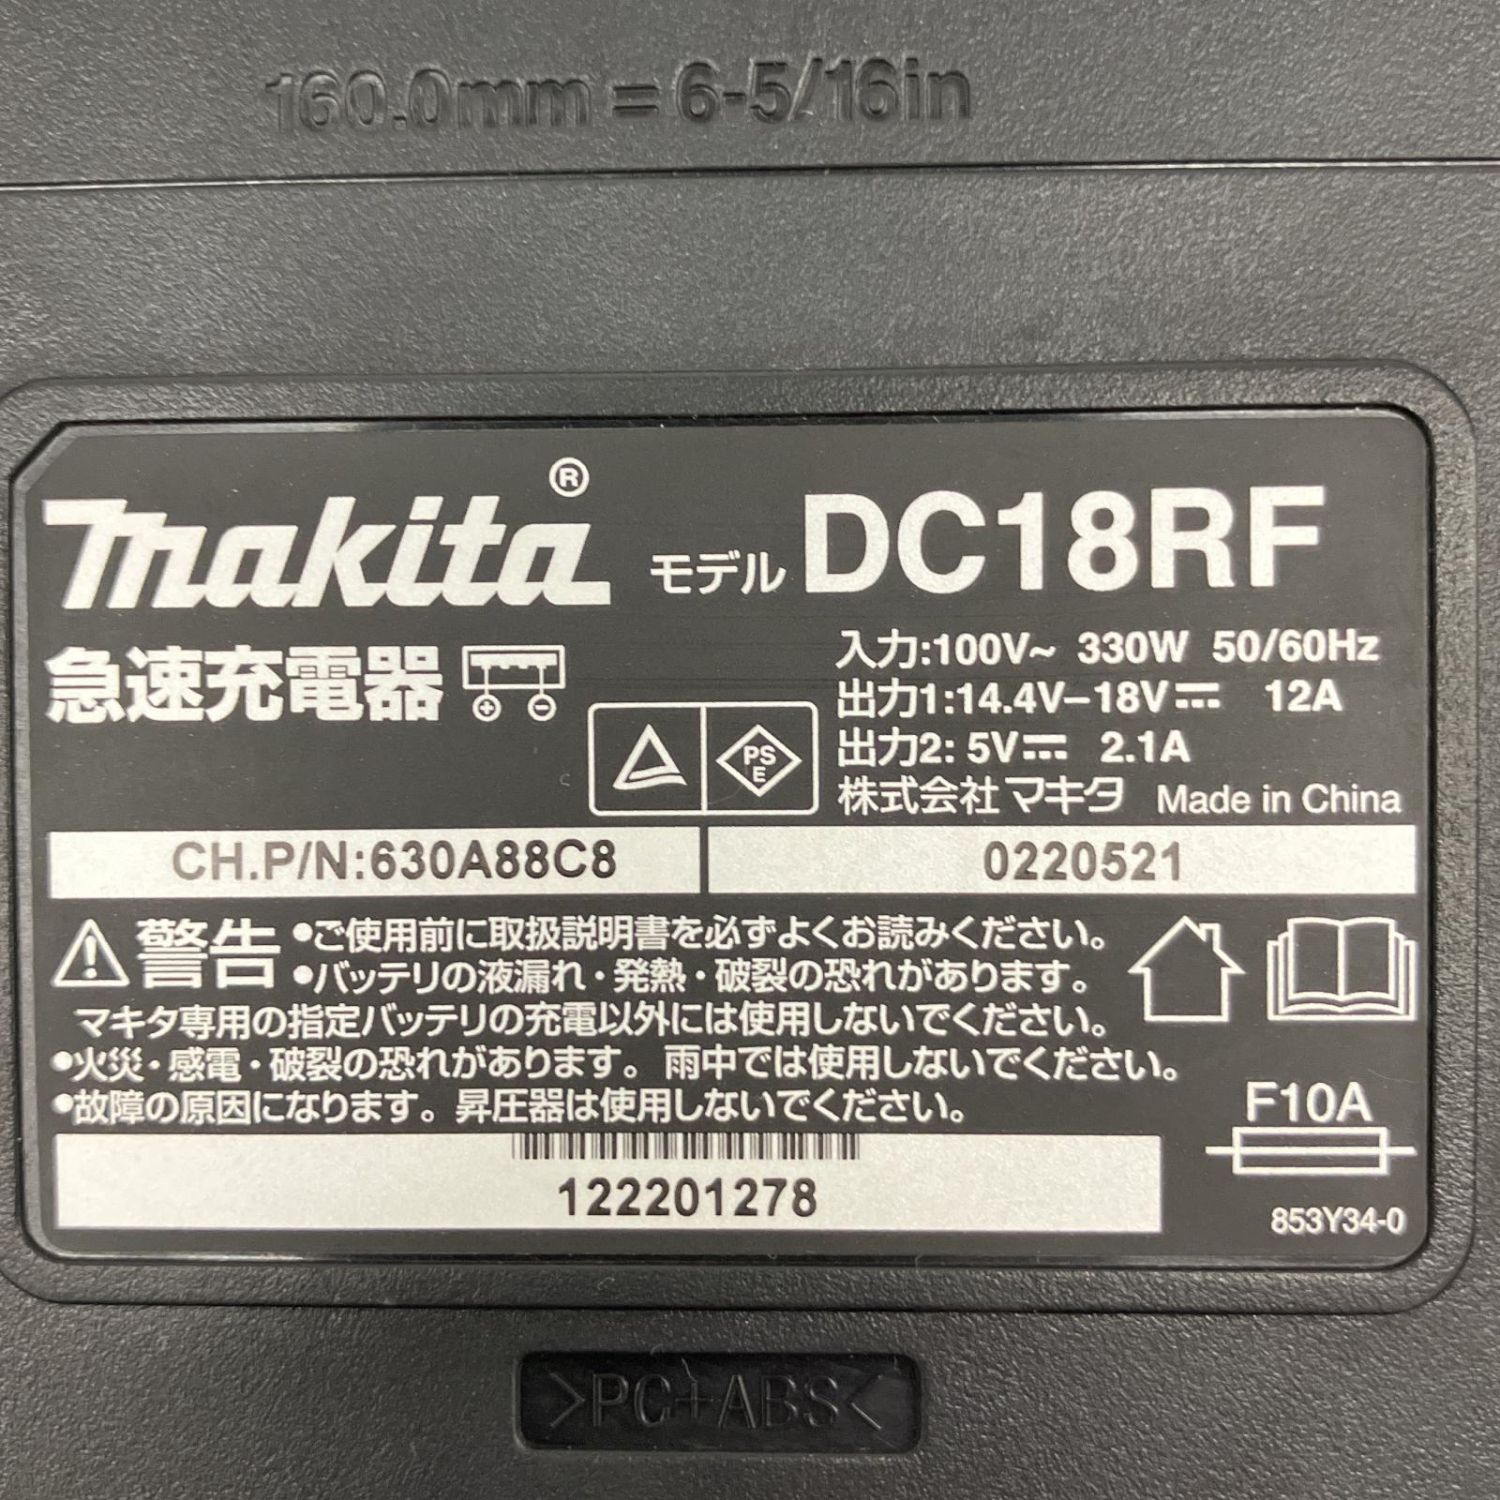 160.0mm = 6-5/16in
makita® モデル DC18RF
急速充電器
入力:100V~ 330W 50/60Hz
出力1:14.4V–18V⎓ 12A
出力2: 5V⎓ 2.1A
PS
E
株式会社 マキタ Made in China
CH.P/N:630A88C8 0220521
警告 •ご使用前に取扱説明書を必ずよくお読みください。
•バッテリの液漏れ・発熱・破裂の恐れがあります。
マキタ専用の指定バッテリの充電以外には使用しないでください。
•火災・感電・破裂の恐れがあります。雨中では使用しないでください。
•故障の原因になります。昇圧器は使用しないでください。
F10A
122201278
853Y34-0
>PC+ABS<